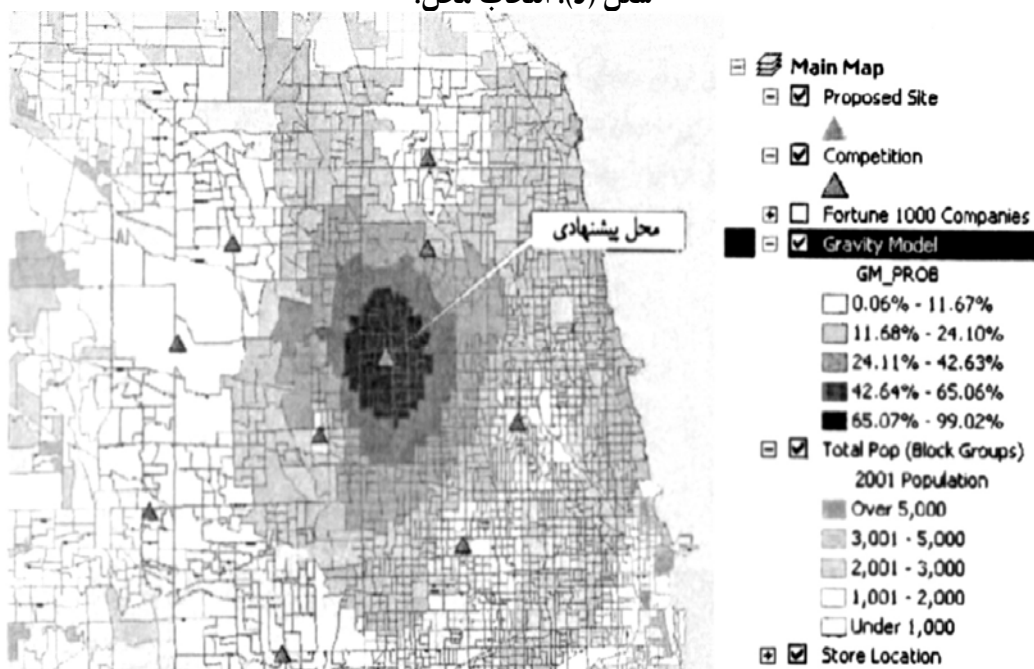 انتخاب محل.
محل پیشنهادی
Main Map
Proposed Site
Competition
Fortune 1000 Companies
Gravity Model
GM_PROB
0.06% - 11.67%
11.68% - 24.10%
24.11% - 42.63%
42.64% - 65.06%
65.07% - 99.02%
Total Pop (Block Groups)
2001 Population
Over 5,000
3,001 - 5,000
2,001 - 3,000
1,001 - 2,000
Under 1,000
Store Location